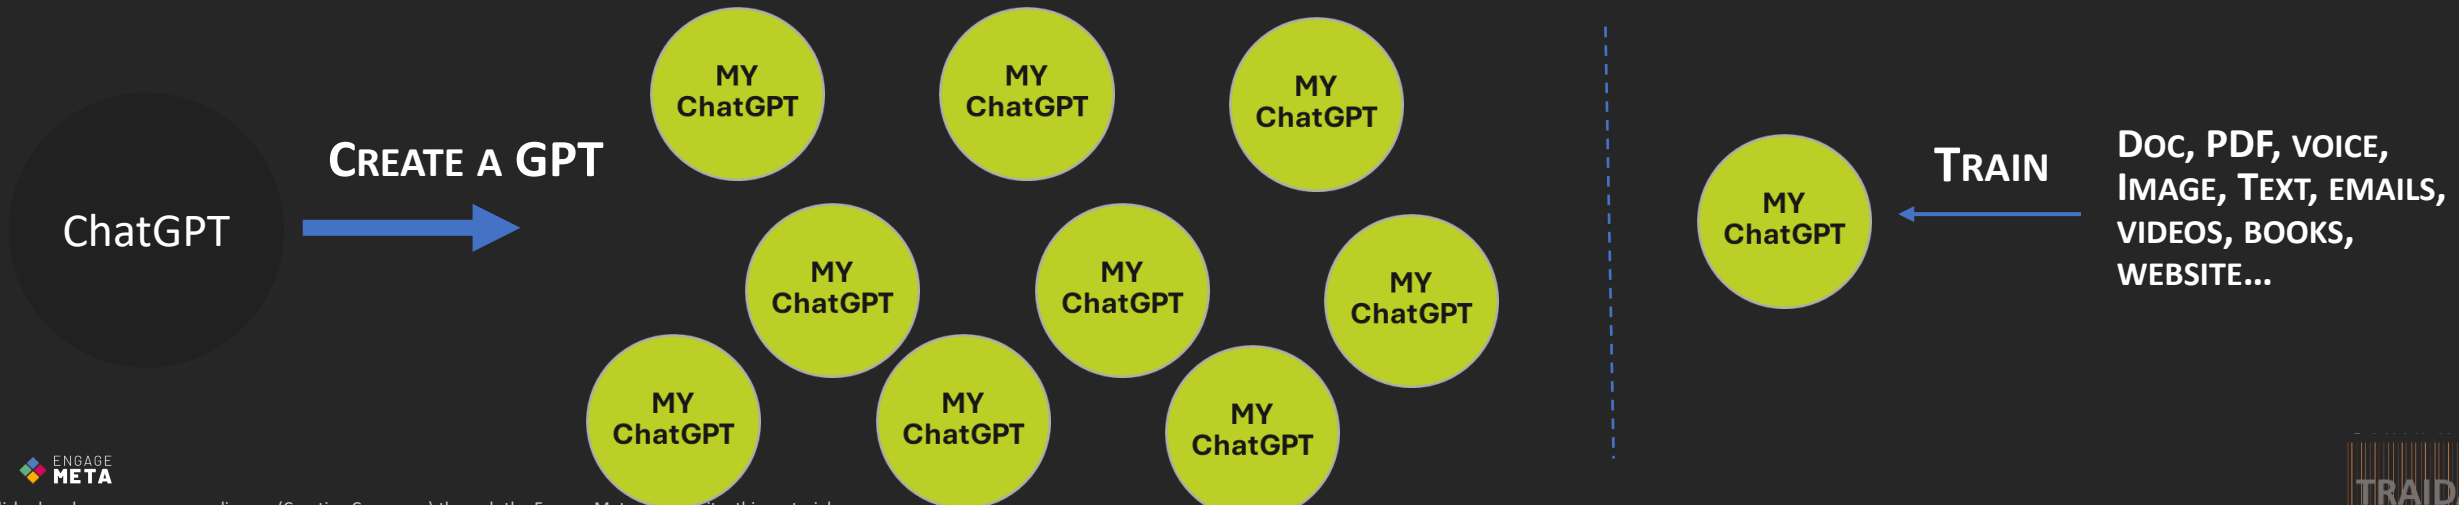 ChatGPT
CREATE A GPT
MY
ChatGPT
MY
ChatGPT
MY
ChatGPT
MY
ChatGPT
MY
ChatGPT
MY
ChatGPT
MY
ChatGPT
MY
ChatGPT
MY
ChatGPT
MY
ChatGPT
TRAIN
DOC, PDF, VOICE,
IMAGE, TEXT, EMAILS,
VIDEOS, BOOKS,
WEBSITE...
ENGAGE
META
TRAID